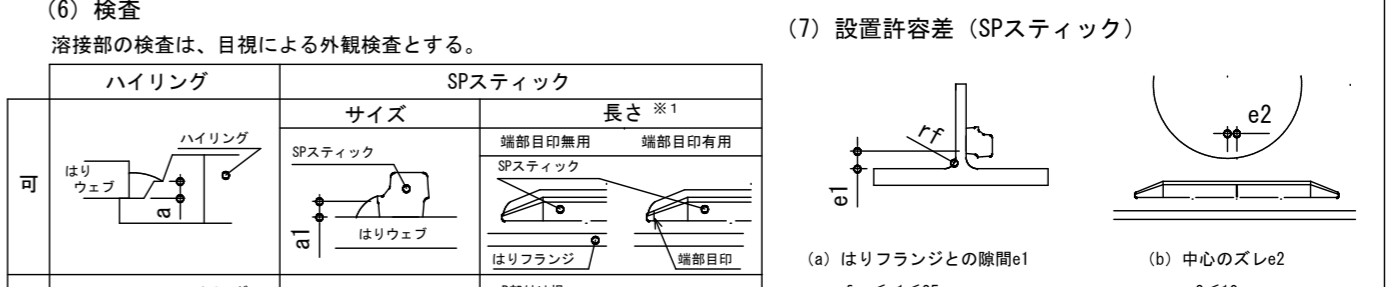 (6) 検査
溶接部の検査は、目視による外観検査とする。
ハイリング
SPスティック
サイズ
長さ ※1
端部目印無用
端部目印有用
可
ハイリング
はり
ウェブ
a
SPスティック
a1
はりウェブ
SPスティック
はりフランジ
端部目印
(7) 設置許容差(SPスティック)
rf
e1
e2
(a) はりフランジとの隙間e1
(b) 中心のズレe2